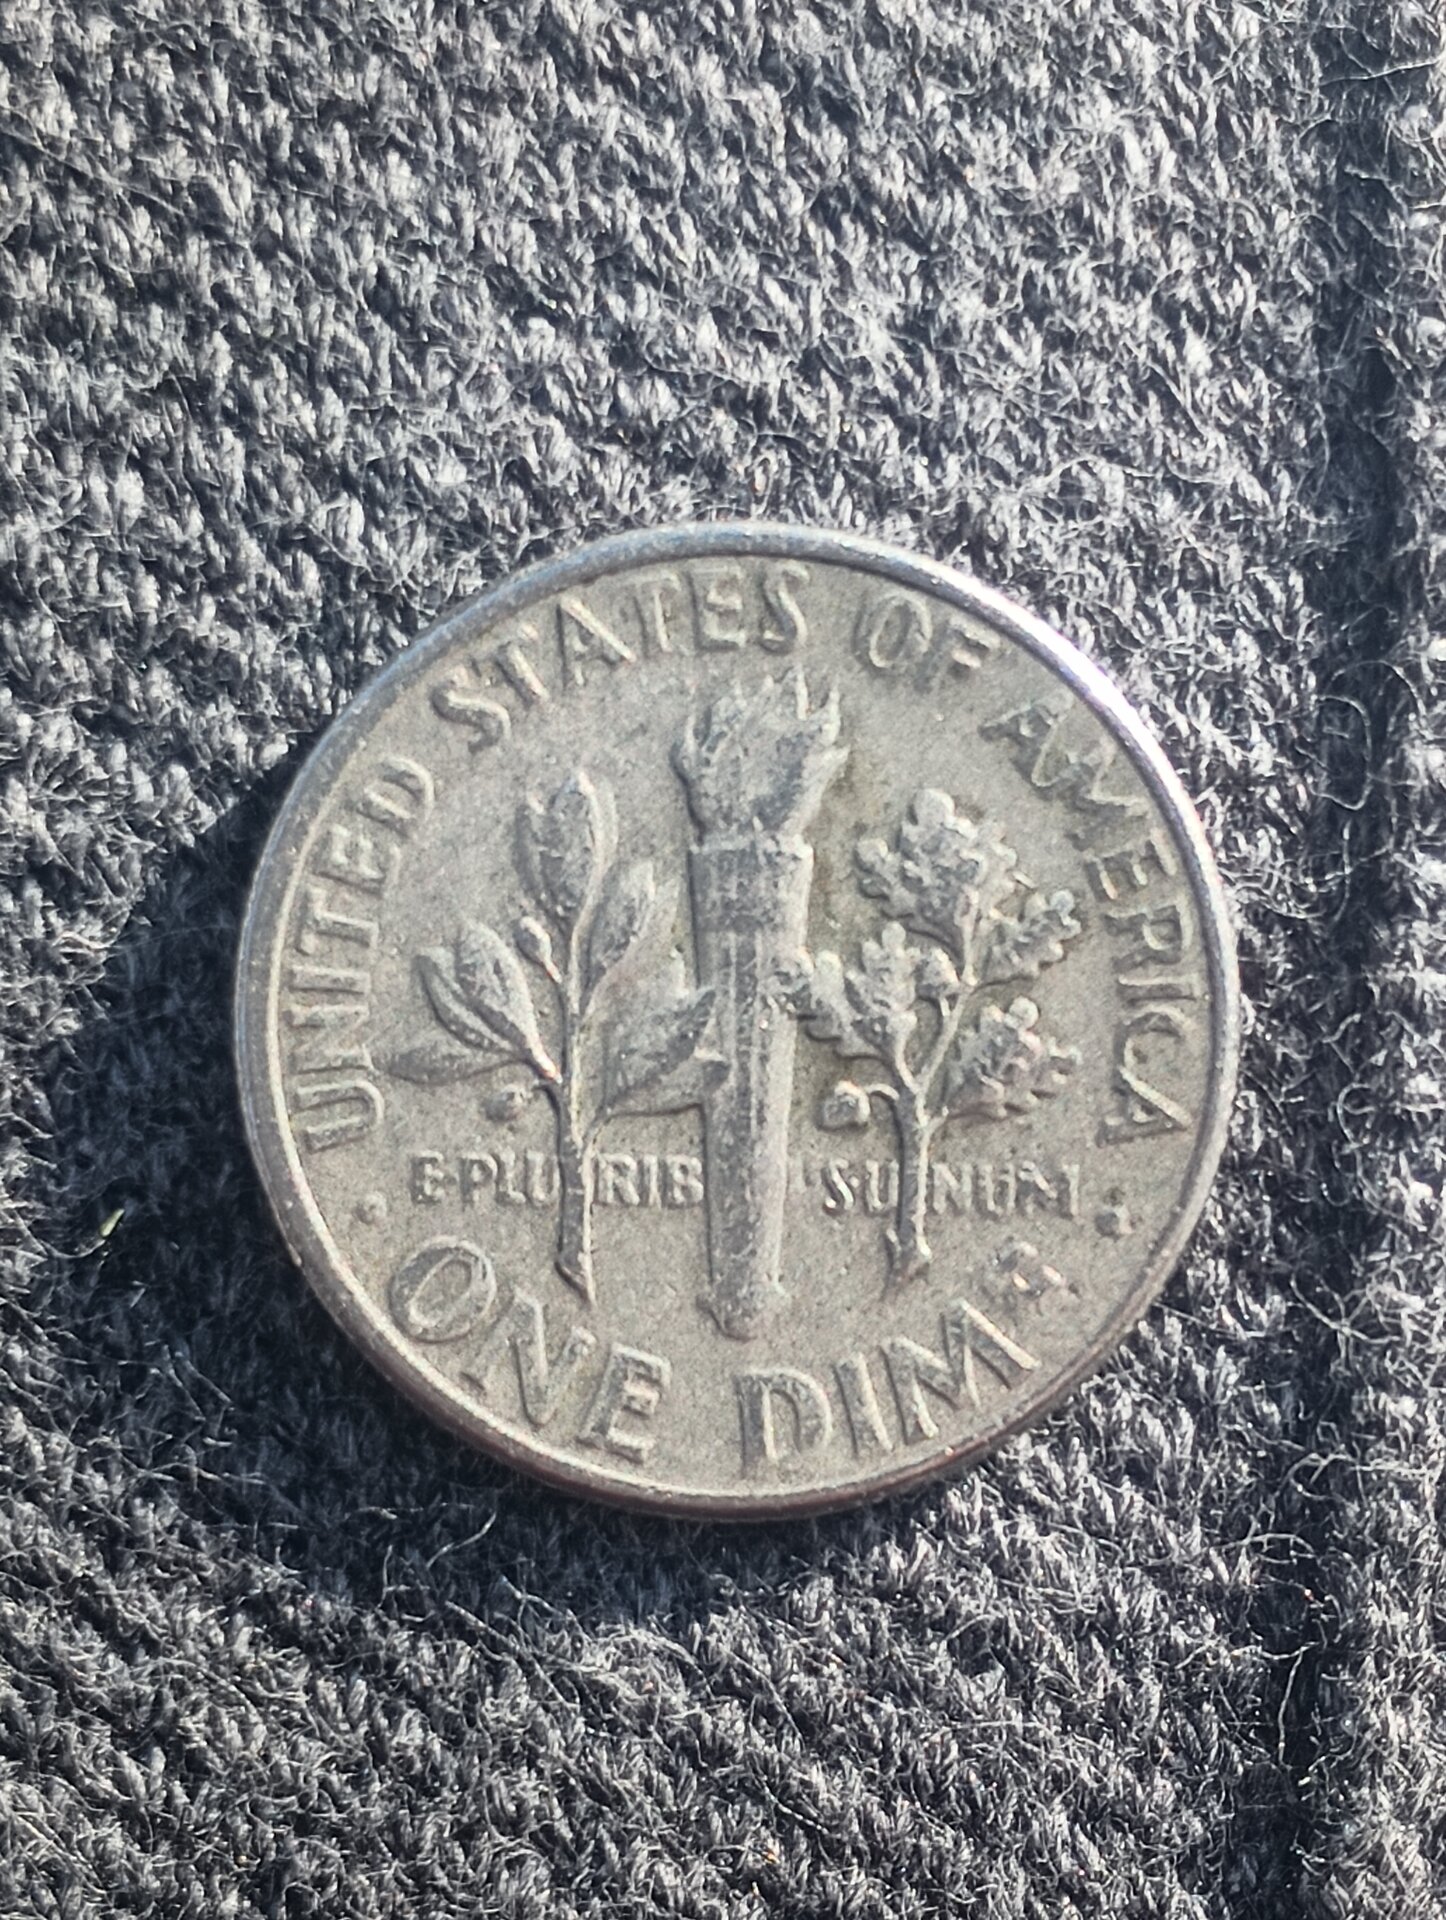 UNITED STATES OF AMERICA
E·PLURIBUS·UNUM
ONE DIME